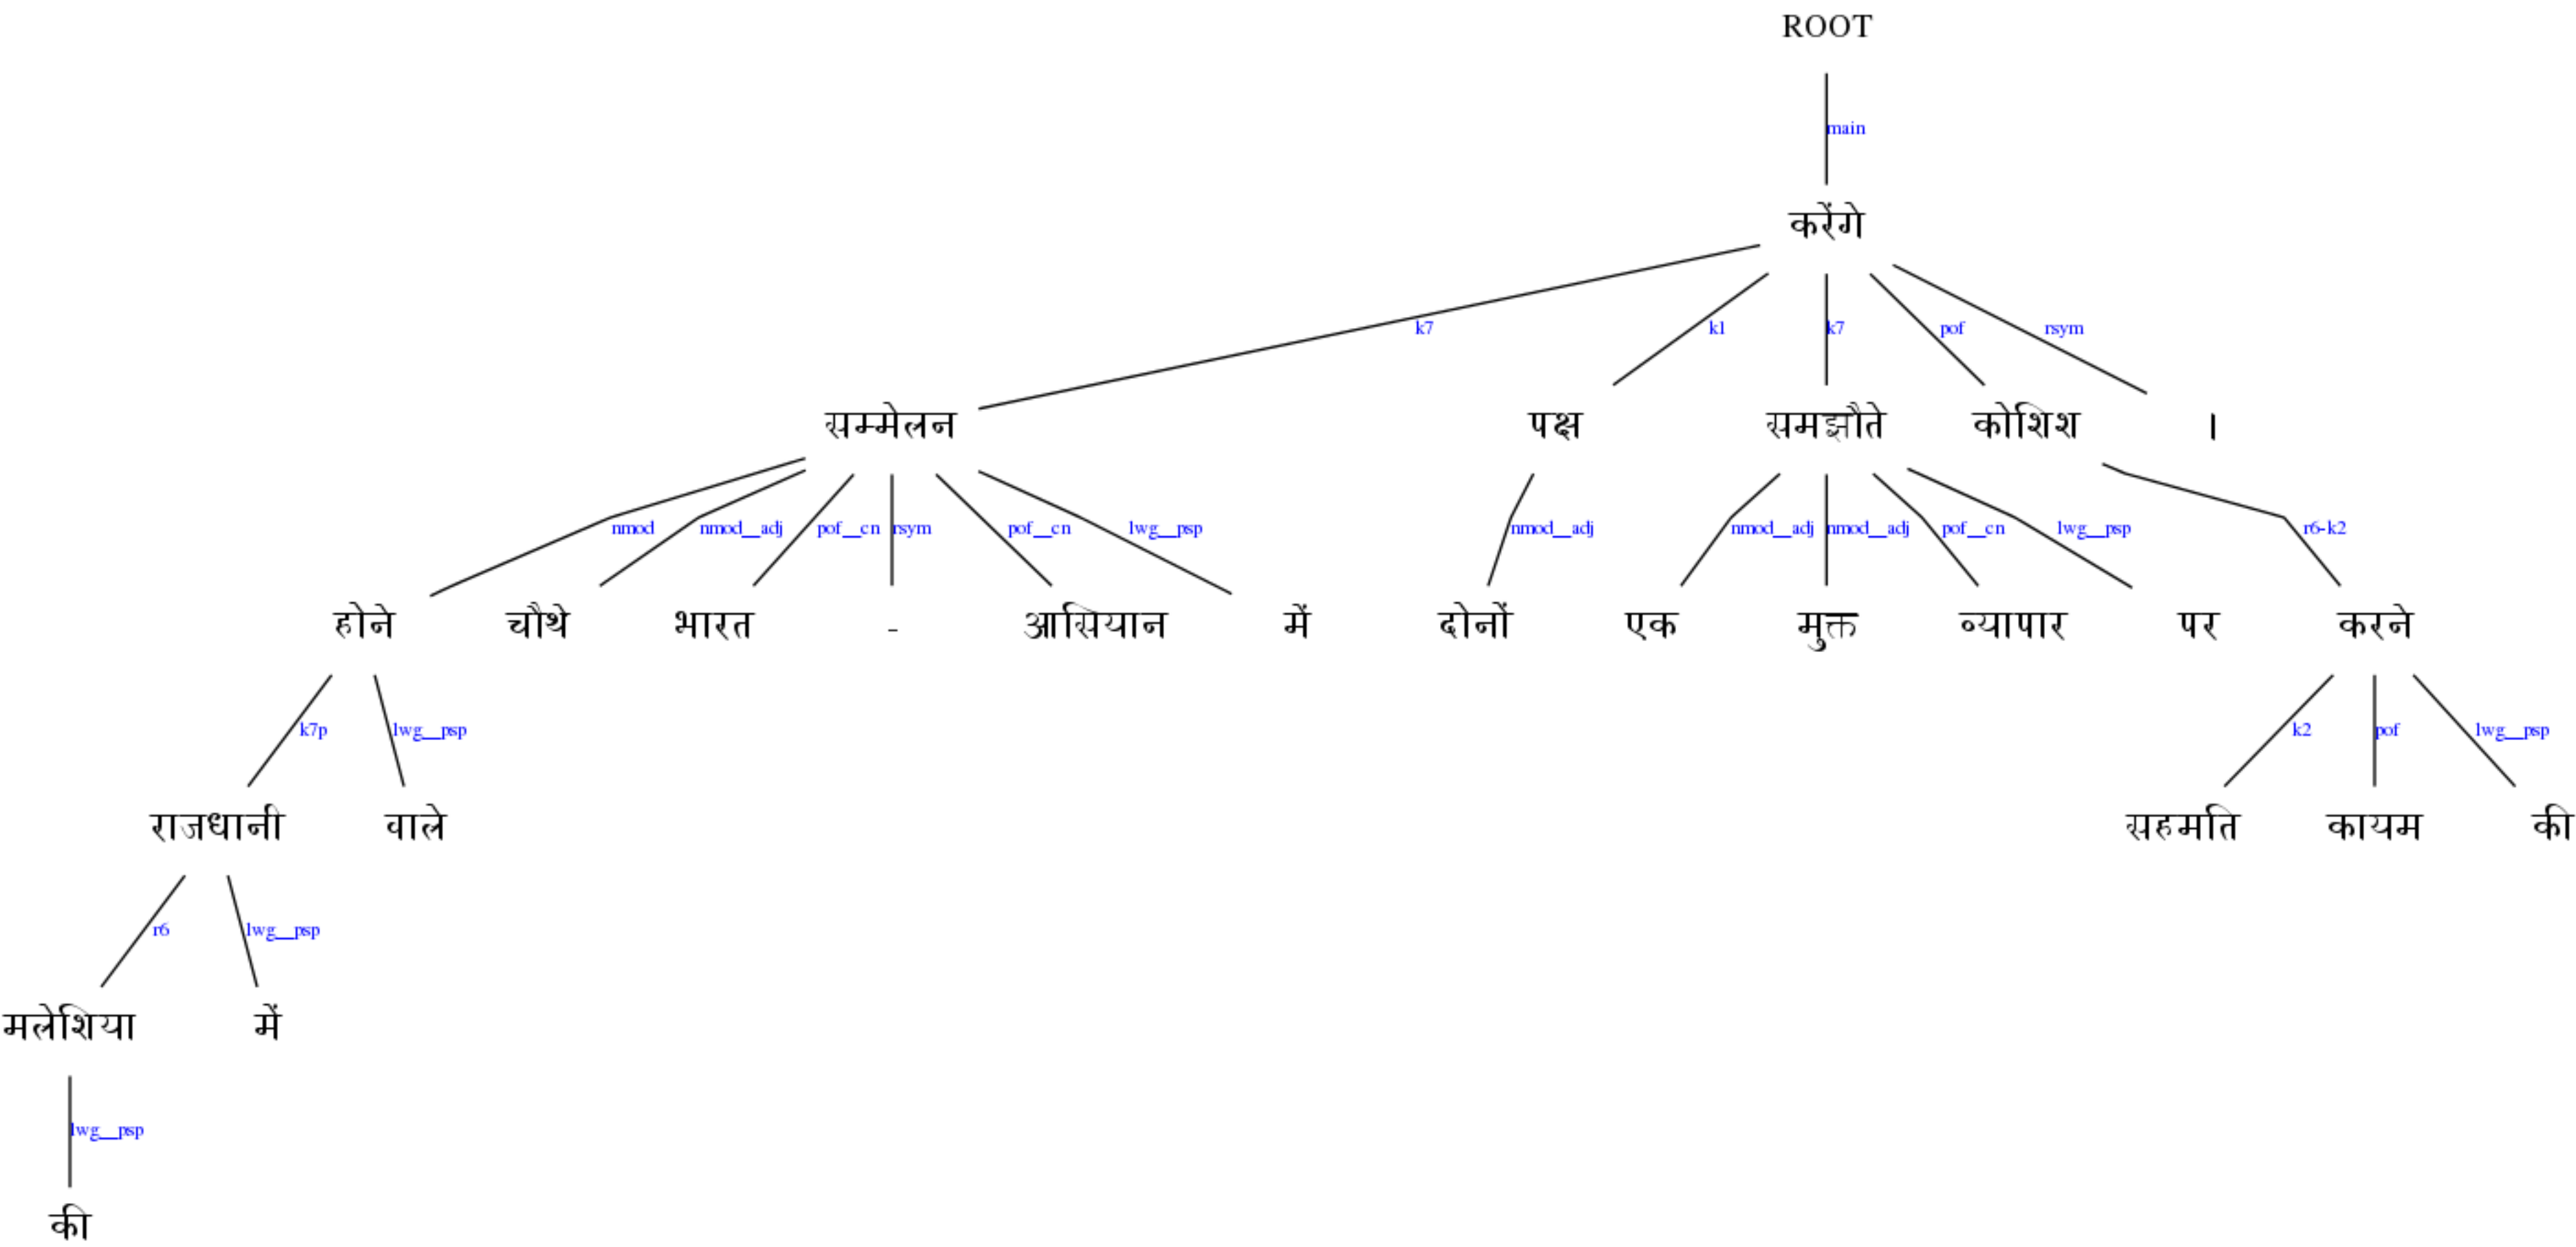 ROOT
main
करेंगे
k7 k1 k7 pof rsym
सम्मेलन पक्ष समझौते कोशिश ।
nmod nmod__adj pof__cn rsym pof__cn lwg__psp nmod__adj nmod__adj nmod__adj pof__cn lwg__psp r6-k2
होने चौथे भारत - आसियान में दोनों एक मुक्त व्यापार पर करने
k7p lwg__psp k2 pof lwg__psp
राजधानी वाले सहमति कायम की
r6 lwg__psp
मलेशिया में
lwg__psp
की